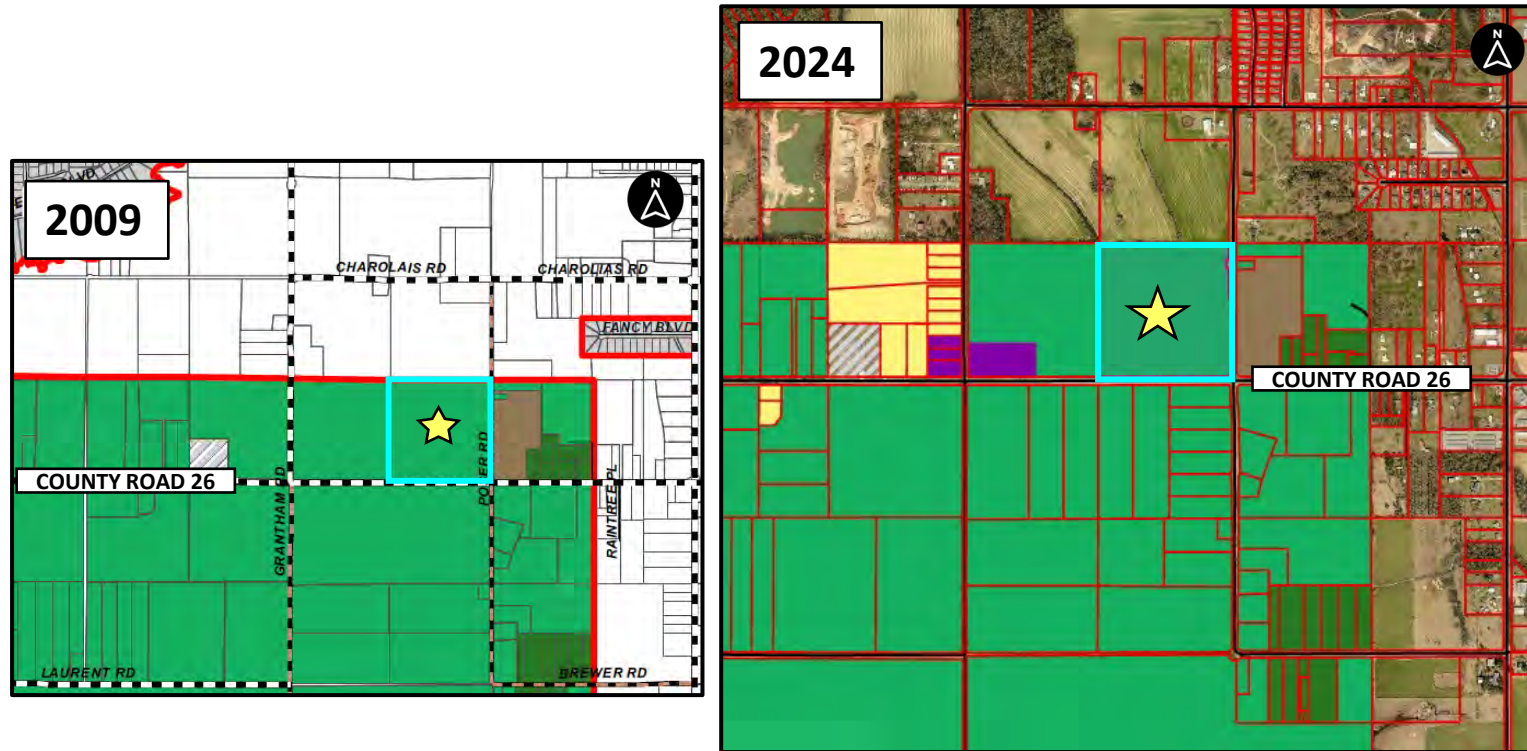 2009
N
CHAROLAIS RD
CHAROLIAS RD
FANCY BLVD
COUNTY ROAD 26
GRANTHAM RD
RAINTREE PL
LAURENT RD
BREWER RD
2024
N
COUNTY ROAD 26